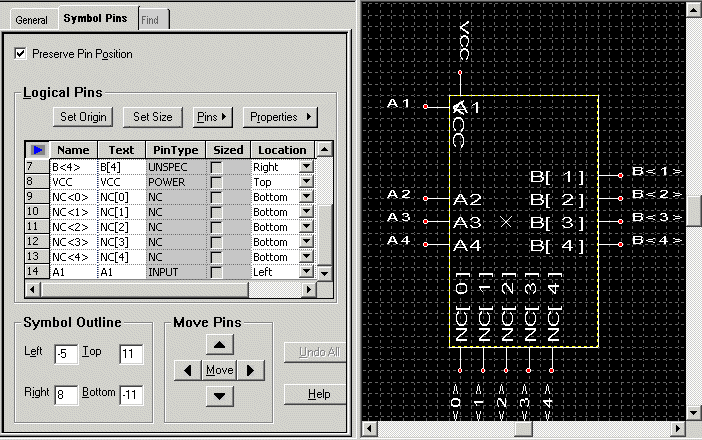 General Symbol Pins Find
Preserve Pin Position
Logical Pins
Set Origin Set Size Pins Properties
Name Text PinType Sized Location
7 B<4> B[4] UNSPEC Right
8 VCC VCC POWER Top
9 NC<0> NC[0] NC Bottom
10 NC<1> NC[1] NC Bottom
11 NC<2> NC[2] NC Bottom
12 NC<3> NC[3] NC Bottom
13 NC<4> NC[4] NC Bottom
14 A1 A1 INPUT Left
Symbol Outline
Left -5 Top 11
Right 8 Bottom -11
Move Pins
Move
Undo All
Help
VCC
A1 A1
VCC
B[ 1] B<1>
A2 A2 B[ 2] B<2>
A3 A3 B[ 3] B<3>
A4 A4 B[ 4] B<4>
NC[ 0]
NC[ 1]
NC[ 2]
NC[ 3]
NC[ 4]
0>
1>
2>
3>
4>